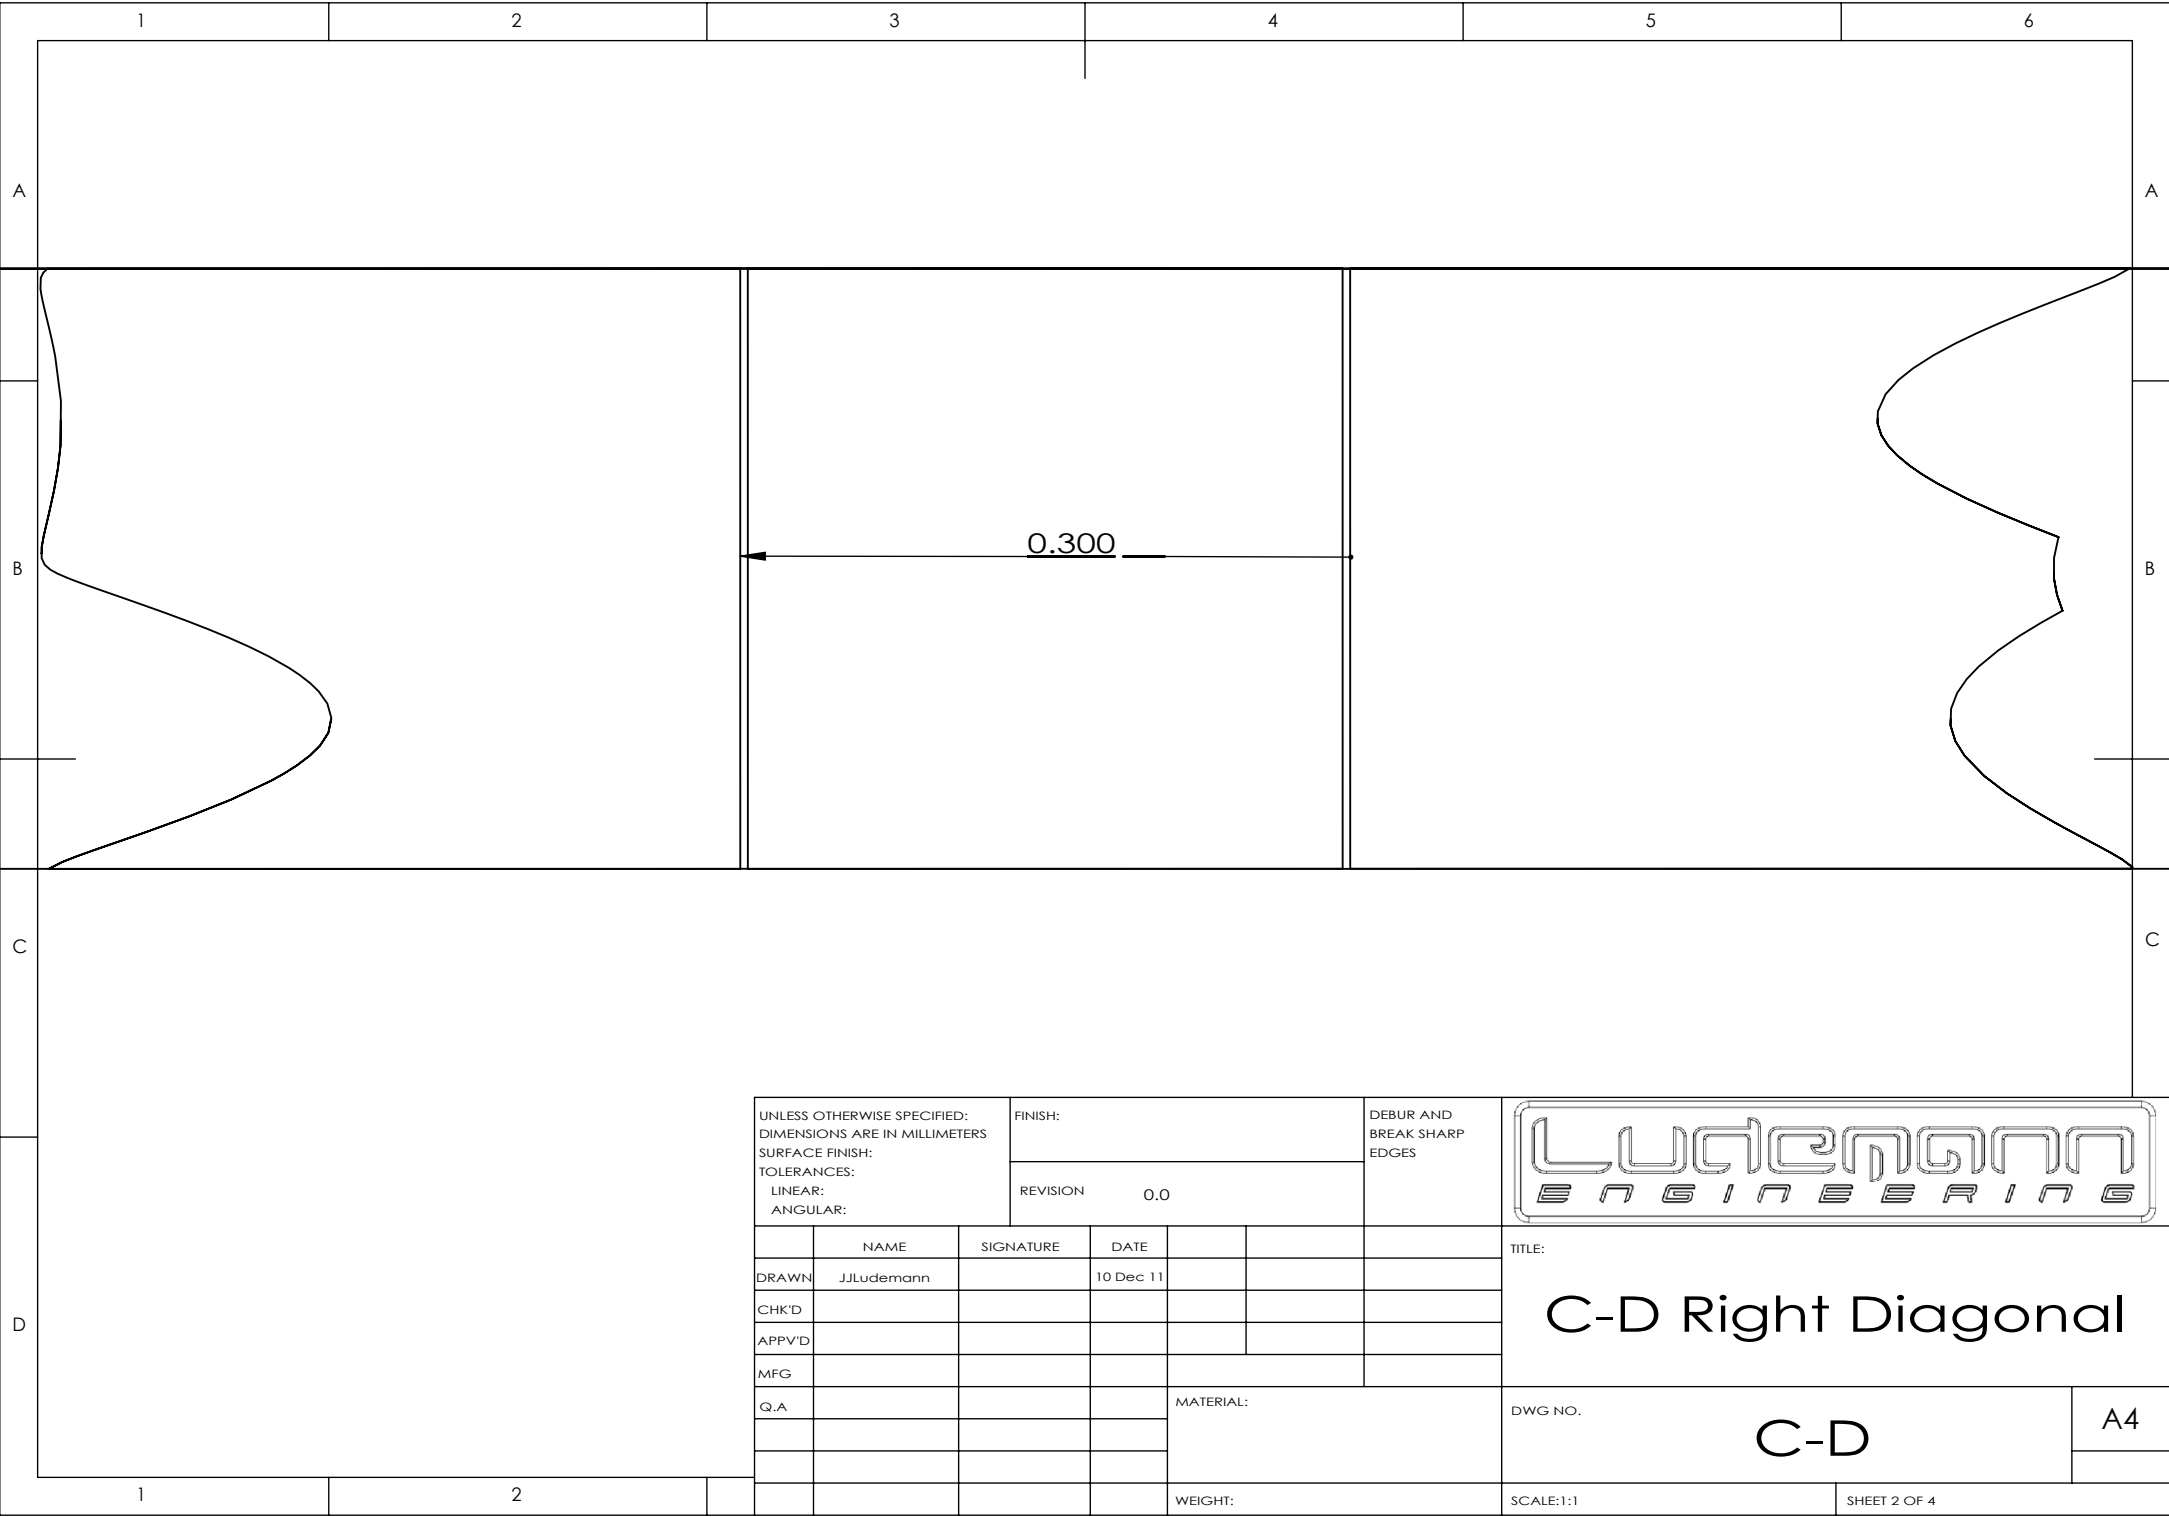 1 2 3 4 5 6
A A
0.300
B B
C C
UNLESS OTHERWISE SPECIFIED:
DIMENSIONS ARE IN MILLIMETERS
SURFACE FINISH:
TOLERANCES:
LINEAR:
ANGULAR:
FINISH:
REVISION 0.0
DEBUR AND
BREAK SHARP
EDGES
Ludemann
ENGINEERING
NAME SIGNATURE DATE
DRAWN JJLudemann 10 Dec 11
CHK'D
APPV'D
MFG
Q.A
MATERIAL:
WEIGHT:
TITLE:
C-D Right Diagonal
DWG NO.
C-D
A4
SCALE:1:1
SHEET 2 OF 4
D
1 2